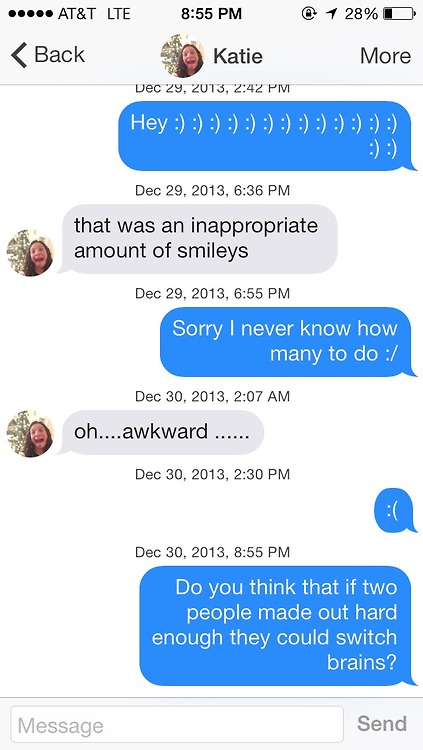 AT&T LTE 8:55 PM 28%
Back Katie More
Dec 29, 2013, 2:42 PM
Hey :) :) :) :) :) :) :) :) :) :) :) :) :)
:) :)
Dec 29, 2013, 6:36 PM
that was an inappropriate
amount of smileys
Dec 29, 2013, 6:55 PM
Sorry I never know how
many to do :/
Dec 30, 2013, 2:07 AM
oh....awkward ......
Dec 30, 2013, 2:30 PM
:(
Dec 30, 2013, 8:55 PM
Do you think that if two
people made out hard
enough they could switch
brains?
Message Send